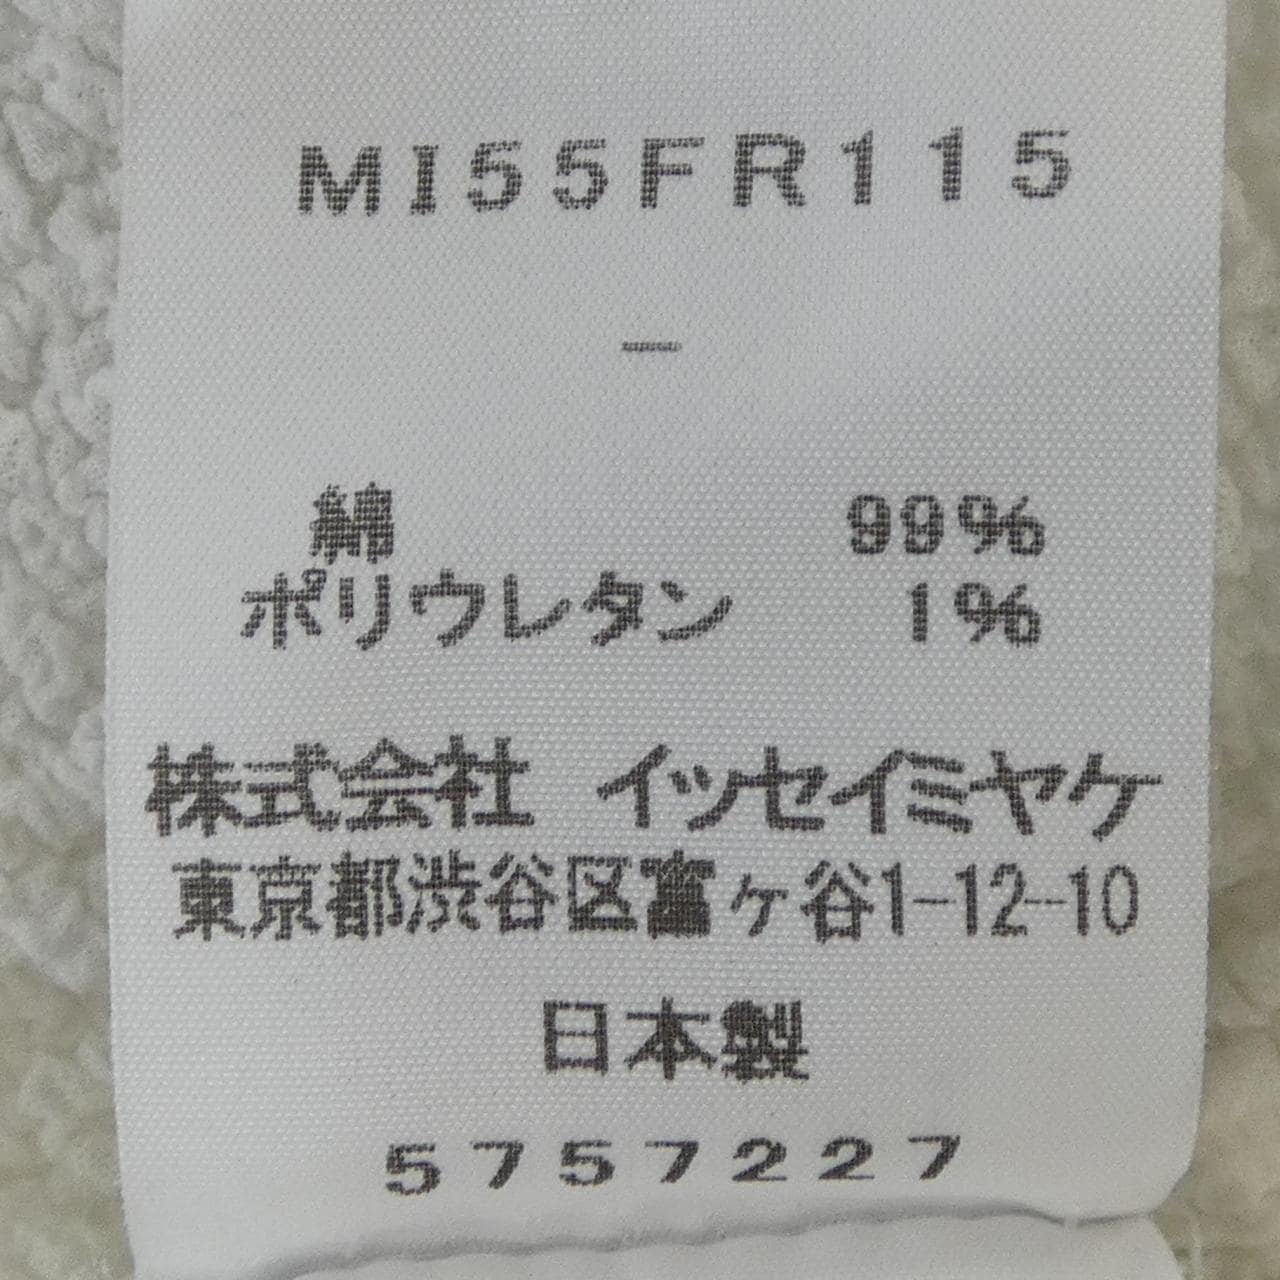 MI55FR115
−
綿 99%
ポリウレタン 1%
株式会社 イッセイミヤケ
東京都渋谷区富ヶ谷1-12-10
日本製
5757227